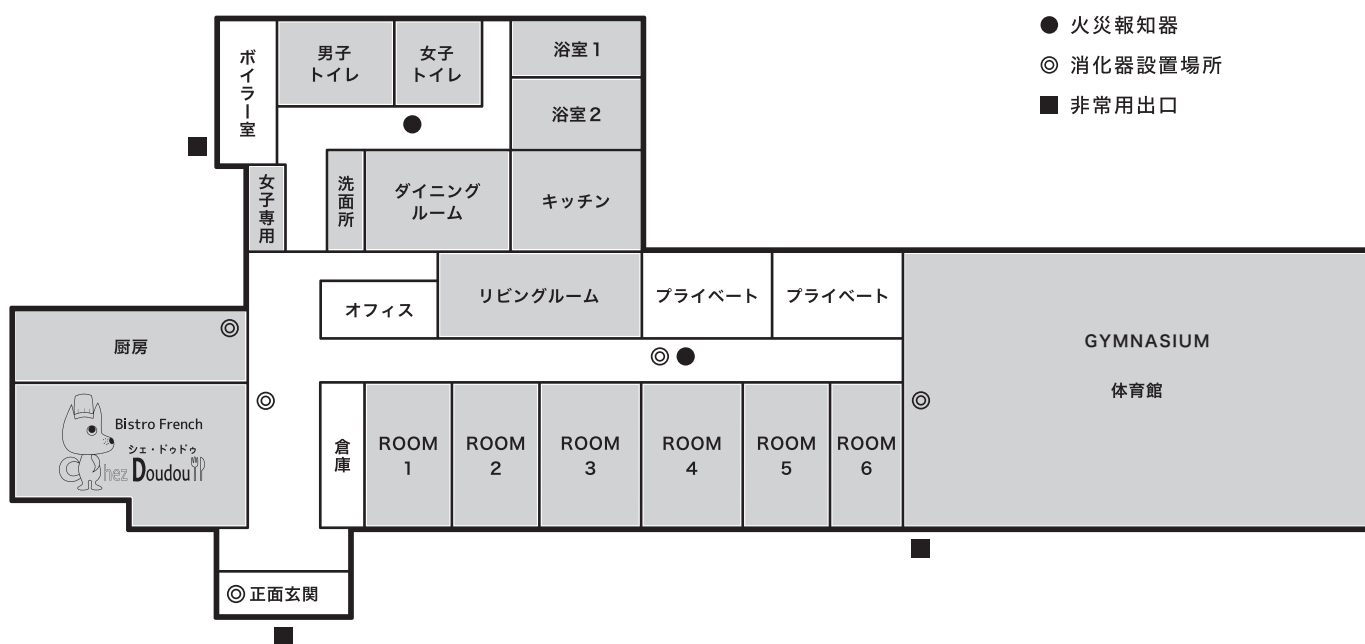 火災報知器
消化器設置場所
非常用出口
ボイラー室
男子
トイレ
女子
トイレ
浴室1
浴室2
女子専用
洗面所
ダイニング
ルーム
キッチン
オフィス
リビングルーム
プライベート
プライベート
GYMNASIUM
体育館
厨房
Bistro French
シェ・ドゥドゥ
hez Doudou
倉庫
ROOM
1
ROOM
2
ROOM
3
ROOM
4
ROOM
5
ROOM
6
正面玄関